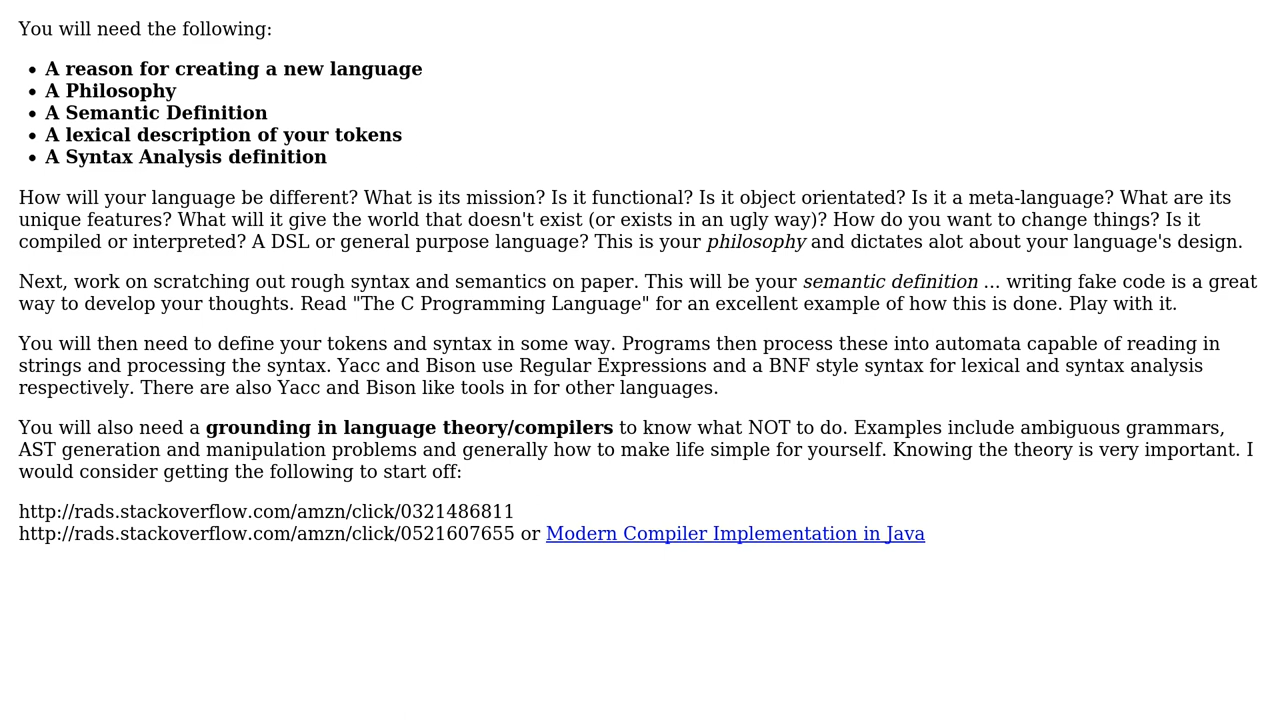 You will need the following:
• A reason for creating a new language
• A Philosophy
• A Semantic Definition
• A lexical description of your tokens
• A Syntax Analysis definition
How will your language be different? What is its mission? Is it functional? Is it object orientated? Is it a meta-language? What are its
unique features? What will it give the world that doesn't exist (or exists in an ugly way)? How do you want to change things? Is it
compiled or interpreted? A DSL or general purpose language? This is your philosophy and dictates alot about your language's design.
Next, work on scratching out rough syntax and semantics on paper. This will be your semantic definition ... writing fake code is a great
way to develop your thoughts. Read "The C Programming Language" for an excellent example of how this is done. Play with it.
You will then need to define your tokens and syntax in some way. Programs then process these into automata capable of reading in
strings and processing the syntax. Yacc and Bison use Regular Expressions and a BNF style syntax for lexical and syntax analysis
respectively. There are also Yacc and Bison like tools in for other languages.
You will also need a grounding in language theory/compilers to know what NOT to do. Examples include ambiguous grammars,
AST generation and manipulation problems and generally how to make life simple for yourself. Knowing the theory is very important. I
would consider getting the following to start off:
http://rads.stackoverflow.com/amzn/click/0321486811
http://rads.stackoverflow.com/amzn/click/0521607655 or Modern Compiler Implementation in Java